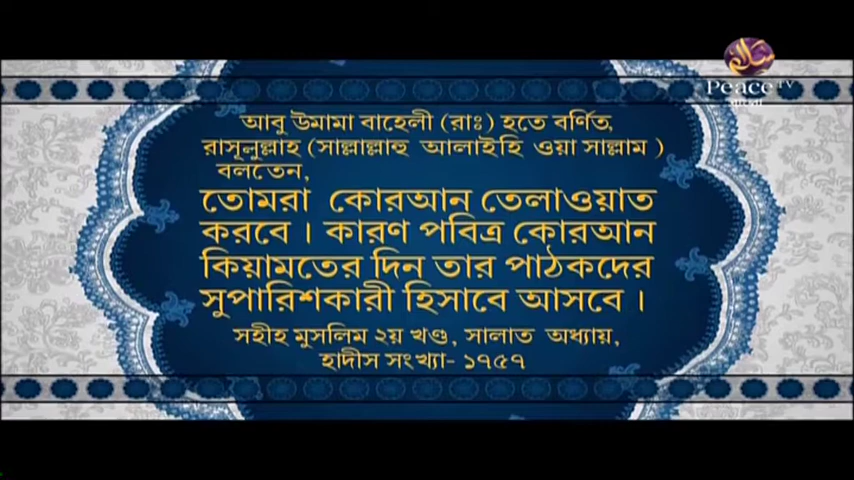 Peace TV
বাংলা
আবু উমামা বাহেলী (রাঃ) হতে বর্ণিত,
রাসূলুল্লাহ (সাল্লাল্লাহু আলাইহি ওয়া সাল্লাম )
বলতেন,
তোমরা কোরআন তেলাওয়াত
করবে । কারণ পবিত্র কোরআন
কিয়ামতের দিন তার পাঠকদের
সুপারিশকারী হিসাবে আসবে ।
সহীহ মুসলিম ২য় খণ্ড, সালাত অধ্যায়,
হাদীস সংখ্যা- ১৭৫৭